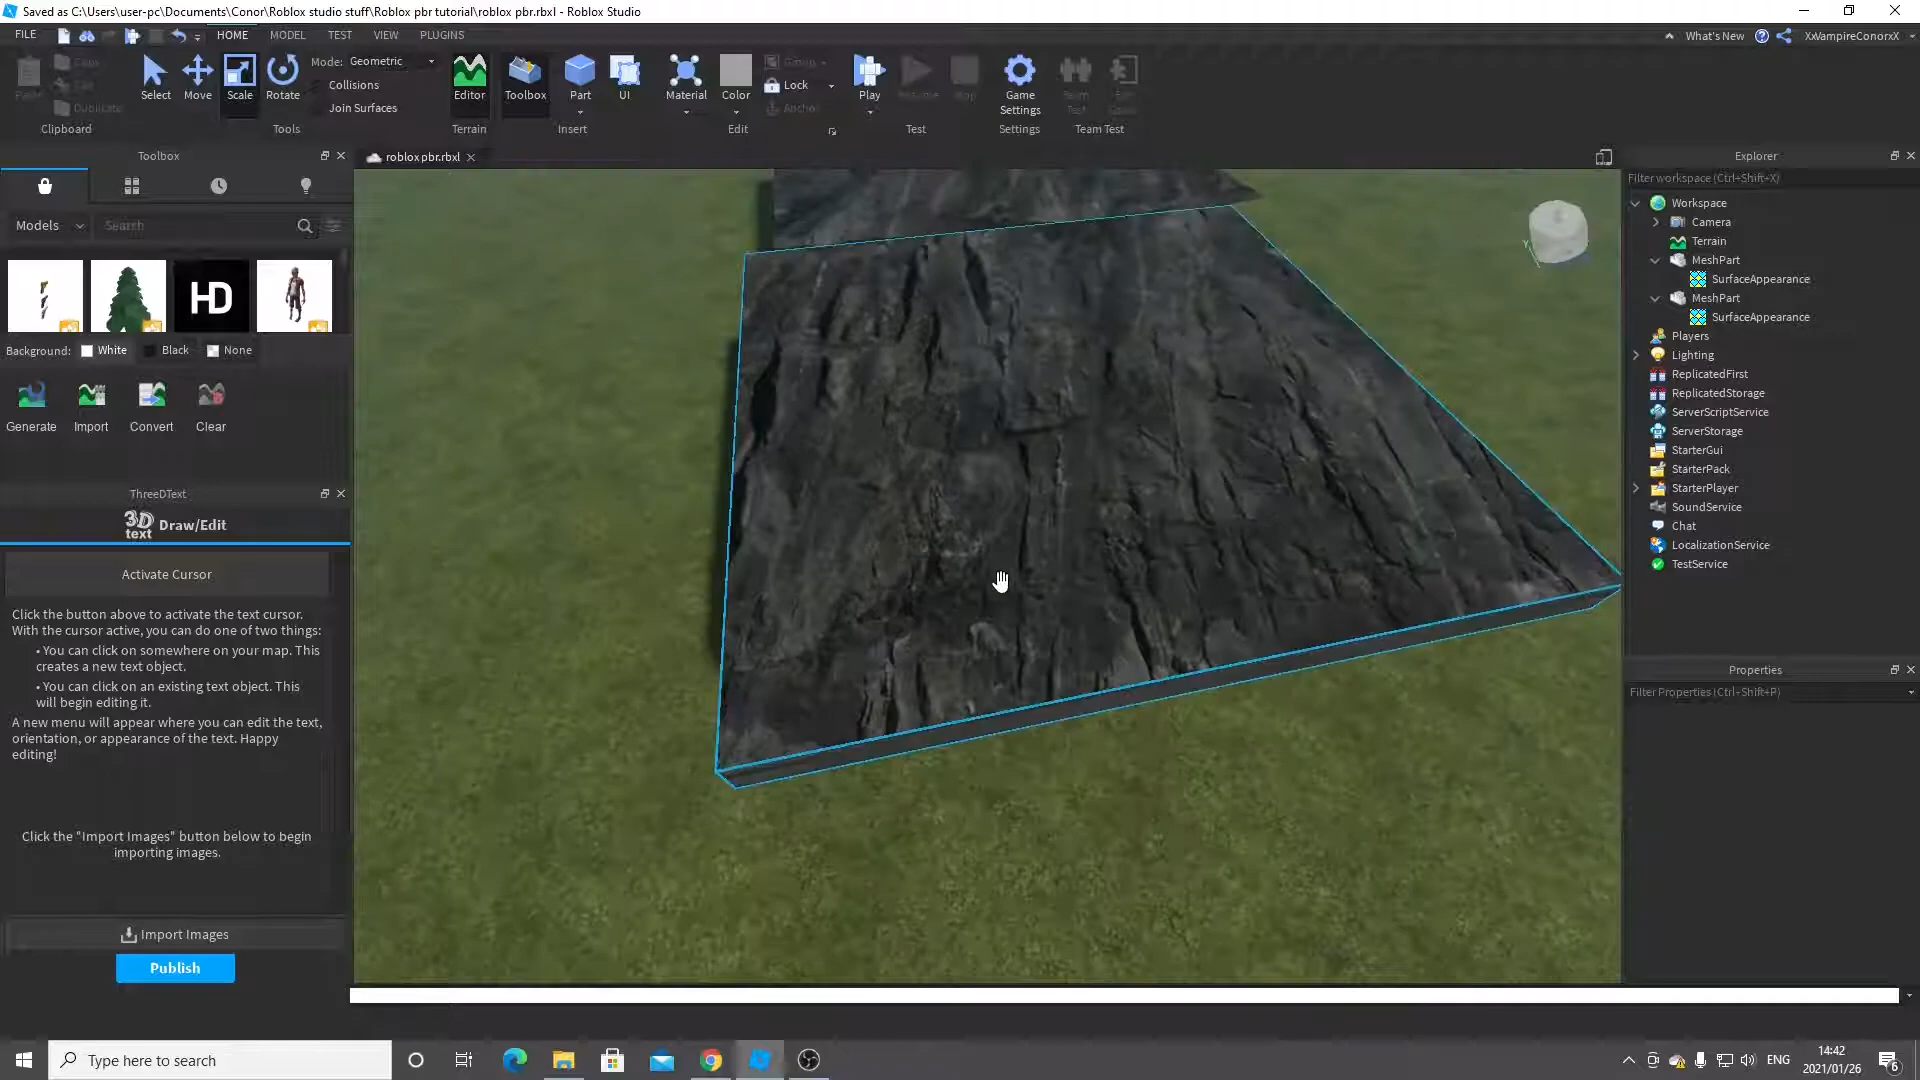 Saved as C:\Users\user-pc\Documents\Conor\Roblox studio stuff\Roblox pbr tutorial\roblox pbr.rbxl - Roblox Studio
FILE HOME MODEL TEST VIEW PLUGINS What's New XxVampireConorxX
Select Move Scale Rotate
Mode: Geometric
Collisions
Join Surfaces
Editor Toolbox Part UI Material Color
Group
Lock
Anchor
Play
Game Settings
Duplicate
Clipboard Tools Terrain Insert Edit Test Settings Team Test
Toolbox
roblox pbr.rbxl
Models Search
HD
Background: White Black None
Generate Import Convert Clear
ThreeDText
3D text Draw/Edit
Activate Cursor
Click the button above to activate the text cursor.
With the cursor active, you can do one of two things:
• You can click on somewhere on your map. This
creates a new text object.
• You can click on an existing text object. This
will begin editing it.
A new menu will appear where you can edit the text,
orientation, or appearance of the text. Happy
editing!
Click the "Import Images" button below to begin
importing images.
Import Images
Publish
Explorer
Filter workspace (Ctrl+Shift+X)
Workspace
Camera
Terrain
MeshPart
SurfaceAppearance
MeshPart
SurfaceAppearance
Players
Lighting
ReplicatedFirst
ReplicatedStorage
ServerScriptService
ServerStorage
StarterGui
StarterPack
StarterPlayer
SoundService
Chat
LocalizationService
TestService
Properties
Filter Properties (Ctrl+Shift+P)
Type here to search
ENG
14:42
2021/01/26
6